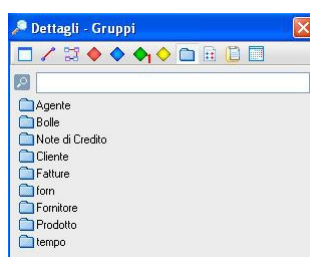 Dettagli - Gruppi
Agente
Bolle
Note di Credito
Cliente
Fatture
forn
Fornitore
Prodotto
tempo